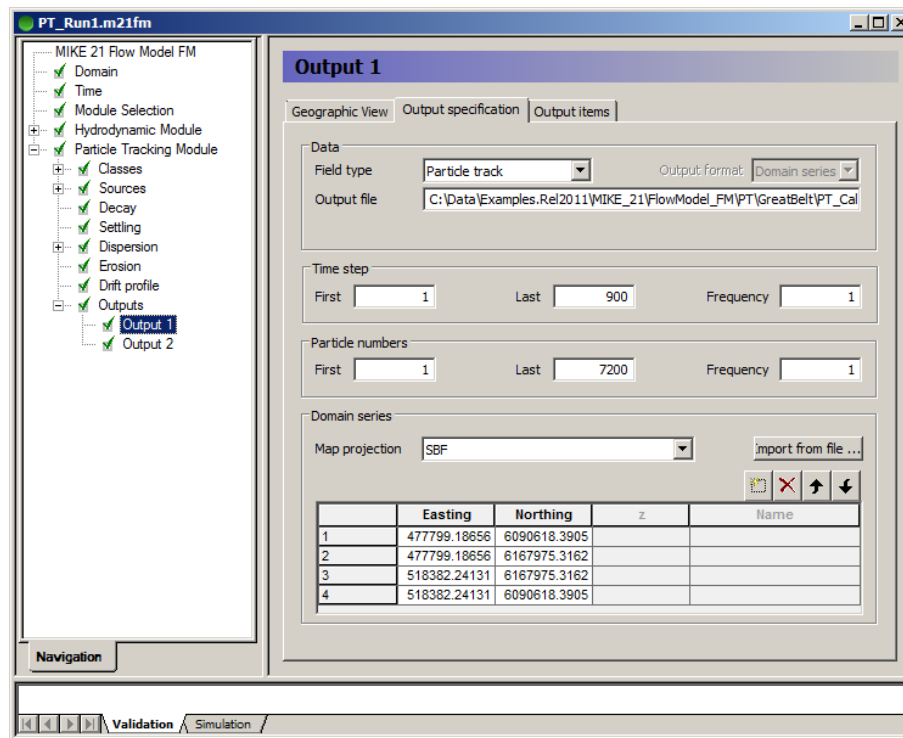 PT_Run1.m21fm
MIKE 21 Flow Model FM
Domain
Time
Module Selection
Hydrodynamic Module
Particle Tracking Module
Classes
Sources
Decay
Settling
Dispersion
Erosion
Drift profile
Outputs
Output 1
Output 2
Navigation
Output 1
Geographic View Output specification Output items
Data
Field type Particle track Output format Domain series
Output file C:\Data\Examples.Rel2011\MIKE_21\FlowModel_FM\PT\GreatBelt\PT_Cal
Time step
First 1 Last 900 Frequency 1
Particle numbers
First 1 Last 7200 Frequency 1
Domain series
Map projection SBF Import from file ...
Easting Northing z Name
1 477799.18656 6090618.3905
2 477799.18656 6167975.3162
3 518382.24131 6167975.3162
4 518382.24131 6090618.3905
Validation Simulation